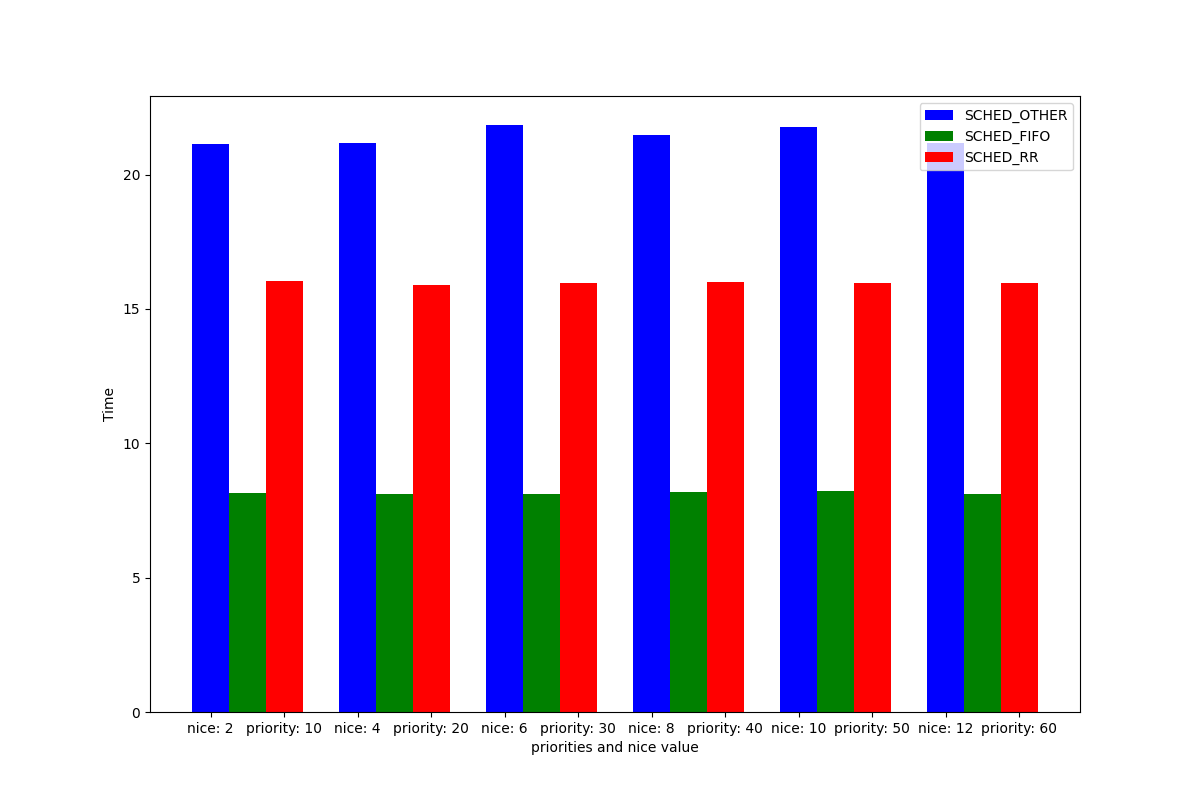 SCHED_OTHER
SCHED_FIFO
SCHED_RR
20
15
10
5
0
Time
nice: 2 priority: 10 nice: 4 priority: 20 nice: 6 priority: 30 nice: 8 priority: 40 nice: 10 priority: 50 nice: 12 priority: 60
priorities and nice value